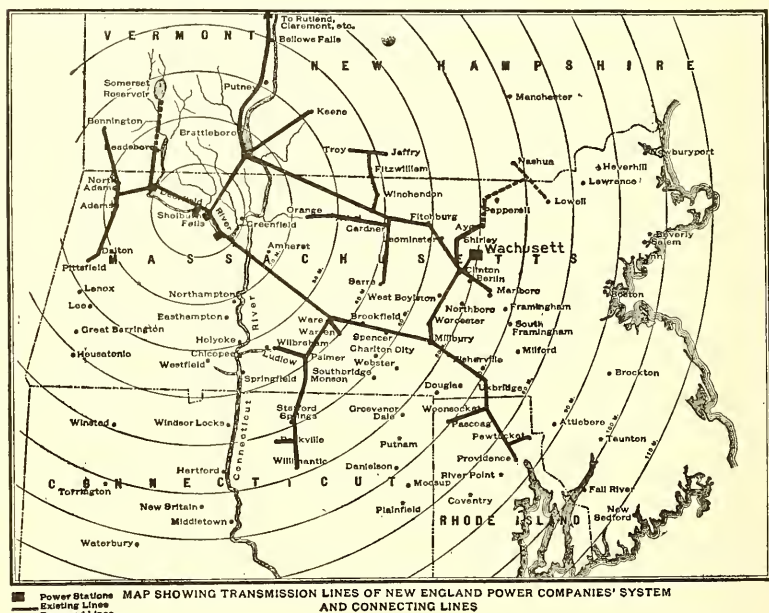 To Rutland,
Claremont, etc.
VERMONT
Bellows Falls
NEW HAMPSHIRE
Somerset
Reservoir
Putney
Manchester
Keene
Bennington
Brattleboro
Readsboro
Troy
Jaffry
Nashua
Newburyport
Fitzwilliam
Haverhill
North
Adams
Deerfield
Lawrence
Winchendon
Adams
Shelburne
Falls
River
Orange
Pepperell
Lowell
Greenfield
Gardner
Fitchburg
Ayer
Leominster
Shirley
Beverly
Salem
Dalton
Amherst
Wachusett
Pittsfield
MASSACHUSETTS
Lynn
Clinton
Lenox
Barre
Berlin
Lee
Northampton
West Boylston
Marlboro
Boston
Easthampton
River
Northboro
Framingham
Great Barrington
Ware
Brookfield
Worcester
South
Framingham
Holyoke
Warren
Wilbraham
Spencer
Millbury
Housatonic
Chicopee
Ludlow
Palmer
Charlton City
Milford
Westfield
Webster
Fisherville
Springfield
Southbridge
Monson
Brockton
Douglas
Uxbridge
Winsted
Windsor Locks
Stafford
Springs
Grosvenor
Dale
Woonsocket
Attleboro
Pascoag
Connecticut
Rockville
Putnam
Pawtucket
Taunton
Hartford
Willimantic
Danielson
Providence
CONNECTICUT
River Point
Torrington
Moosup
Fall River
New Britain
Coventry
Middletown
Plainfield
RHODE ISLAND
New
Bedford
Waterbury
Power Stations
MAP SHOWING TRANSMISSION LINES OF NEW ENGLAND POWER COMPANIES' SYSTEM
Existing Lines
AND CONNECTING LINES